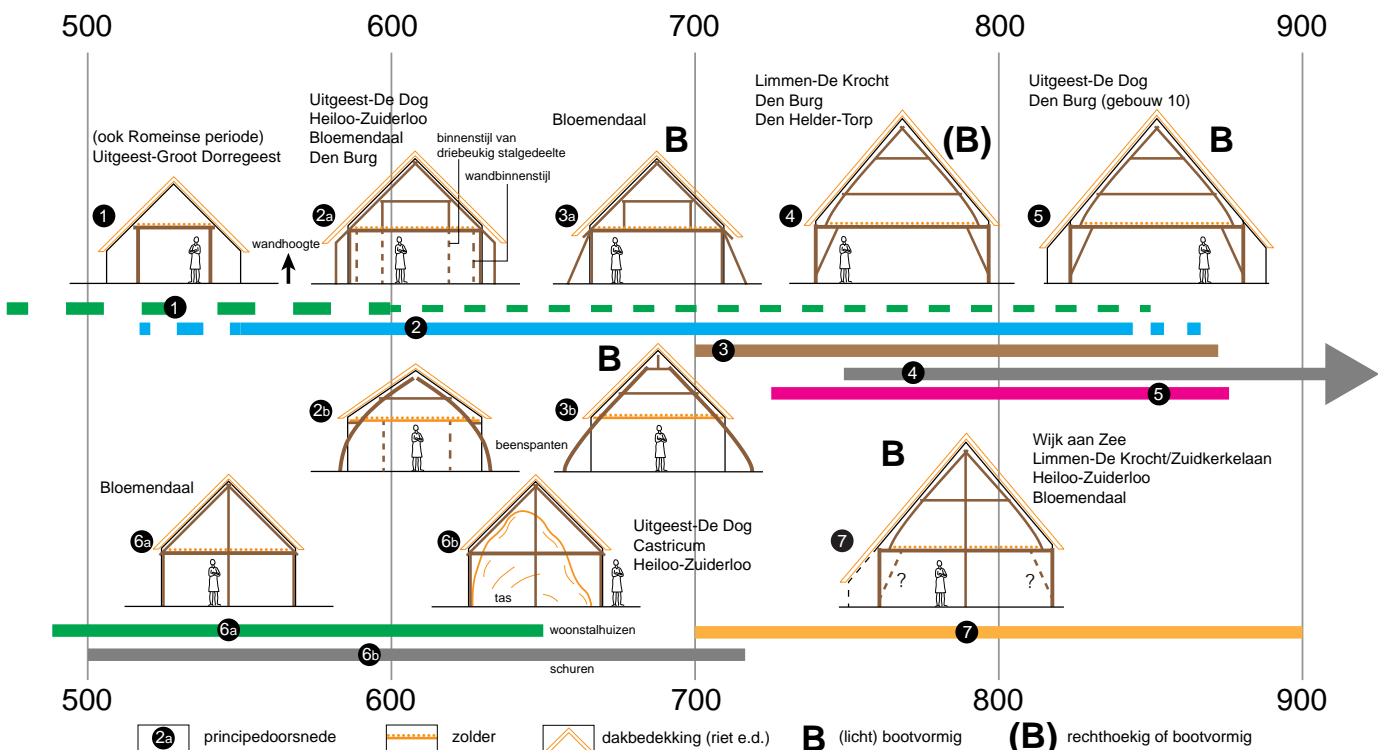 500 600 700 800 900
(ook Romeinse periode)
Uitgeest-Groot Dorregeest
1
wandhoogte
Uitgeest-De Dog
Heiloo-Zuiderloo
Bloemendaal
Den Burg
binnenstijl van
driebeukig stalgedeelte
wandbinnenstijl
2a
Bloemendaal
B
3a
Limmen-De Krocht
Den Burg
Den Helder-Torp
(B)
4
Uitgeest-De Dog
Den Burg (gebouw 10)
B
5
1
2
3
4
5
2b
beenspanten
B
3b
Bloemendaal
6a
6b
tas
Uitgeest-De Dog
Castricum
Heiloo-Zuiderloo
B
Wijk aan Zee
Limmen-De Krocht/Zuidkerkelaan
Heiloo-Zuiderloo
Bloemendaal
7
? ?
6a
woonstalhuizen
7
6b
schuren
500 600 700 800 900
2a principedoorsnede
zolder
dakbedekking (riet e.d.)
B (licht) bootvormig
(B) rechthoekig of bootvormig